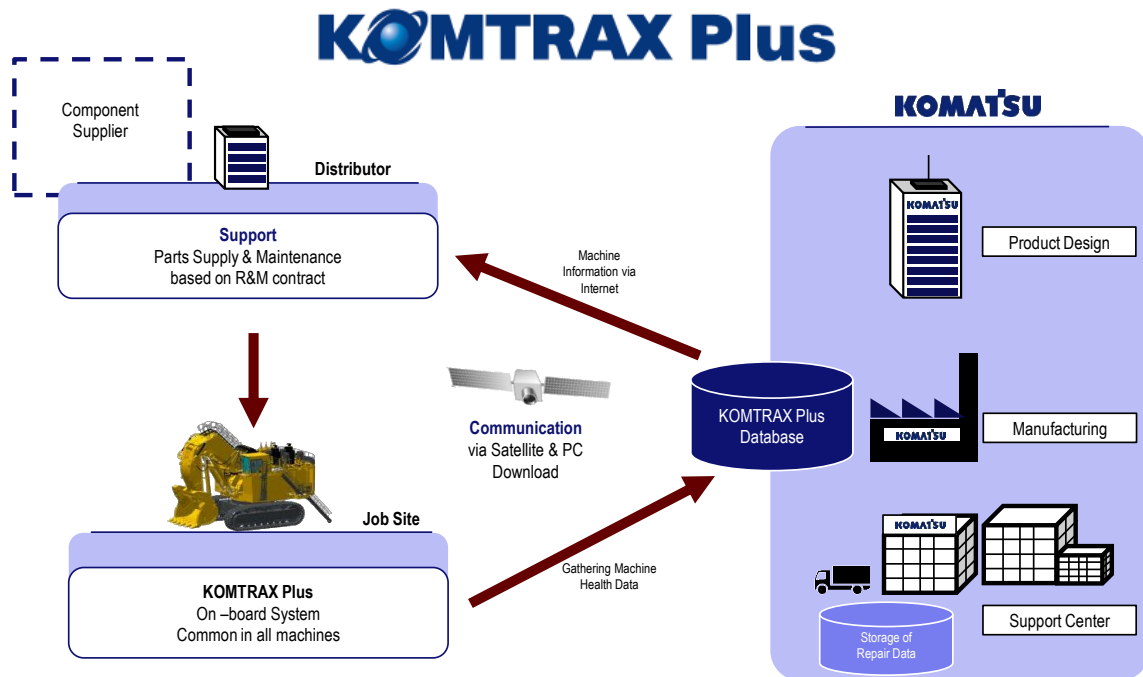 KOMTRAX Plus
Component
Supplier
Distributor
Support
Parts Supply & Maintenance
based on R&M contract
Machine
Information via
Internet
Communication
via Satellite & PC
Download
Job Site
KOMTRAX Plus
On –board System
Common in all machines
Gathering Machine
Health Data
KOMTRAX Plus
Database
KOMATSU
KOMATSU
Product Design
KOMATSU
Manufacturing
KOMATSU
Support Center
Storage of
Repair Data